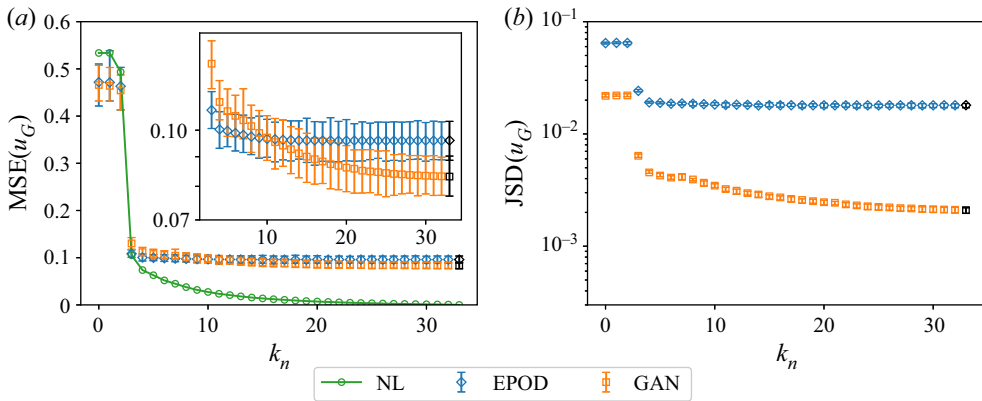 (a)
MSE(u_G)
0.6
0.5
0.4
0.3
0.2
0.1
0
0.10
0.07
10 20 30
0 10 20 30
k_n
(b)
JSD(u_G)
10^{-1}
10^{-2}
10^{-3}
0 10 20 30
k_n
NL EPOD GAN